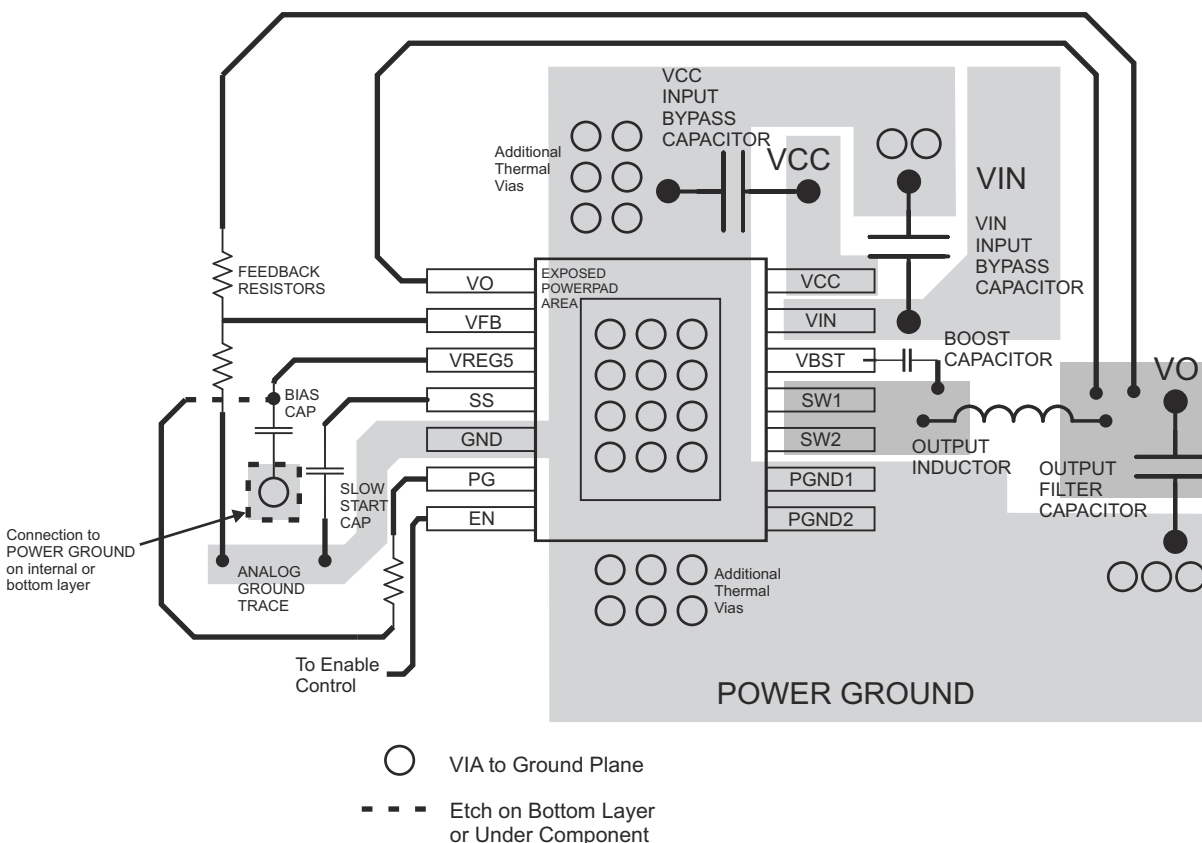 VCC
INPUT
BYPASS
CAPACITOR
Additional
Thermal
Vias
VCC
VIN
VIN
INPUT
BYPASS
CAPACITOR
FEEDBACK
RESISTORS
EXPOSED
POWERPAD
AREA
VO
VFB
VREG5
SS
GND
PG
EN
VCC
VIN
VBST
SW1
SW2
PGND1
PGND2
BOOST
CAPACITOR
VO
BIAS
CAP
OUTPUT
INDUCTOR
OUTPUT
FILTER
CAPACITOR
SLOW
START
CAP
Connection to
POWER GROUND
on internal or
bottom layer
ANALOG
GROUND
TRACE
Additional
Thermal
Vias
To Enable
Control
POWER GROUND
VIA to Ground Plane
Etch on Bottom Layer
or Under Component